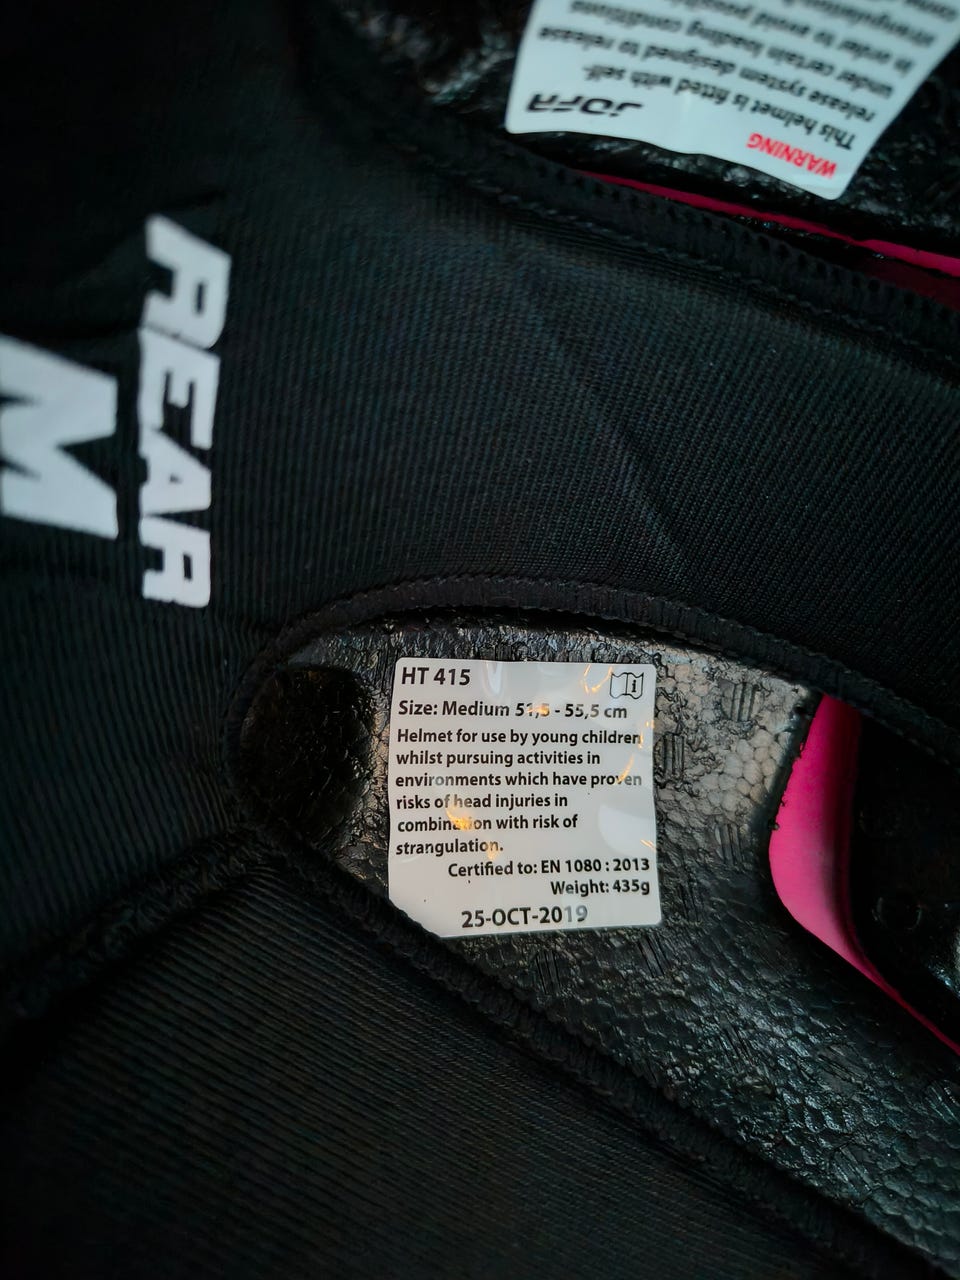 WARNING
JOFA
This helmet is fitted with self-
release system designed to release
under certain loading conditions
in order to avoid possible
strangulation
REAR
M
HT 415
Size: Medium 51,5 - 55,5 cm
Helmet for use by young children
whilst pursuing activities in
environments which have proven
risks of head injuries in
combination with risk of
strangulation.
Certified to: EN 1080 : 2013
Weight: 435g
25-OCT-2019